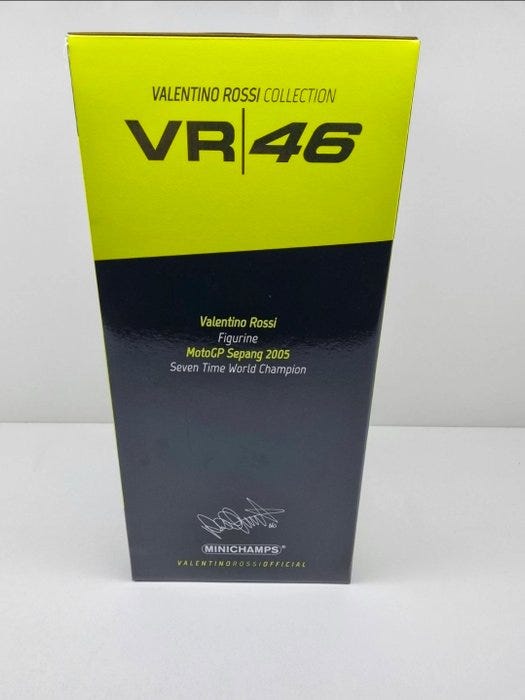 VALENTINO ROSSI COLLECTION
VR|46
Valentino Rossi
Figurine
MotoGP Sepang 2005
Seven Time World Champion
MINICHAMPS®
VALENTINOROSSIOFFICIAL